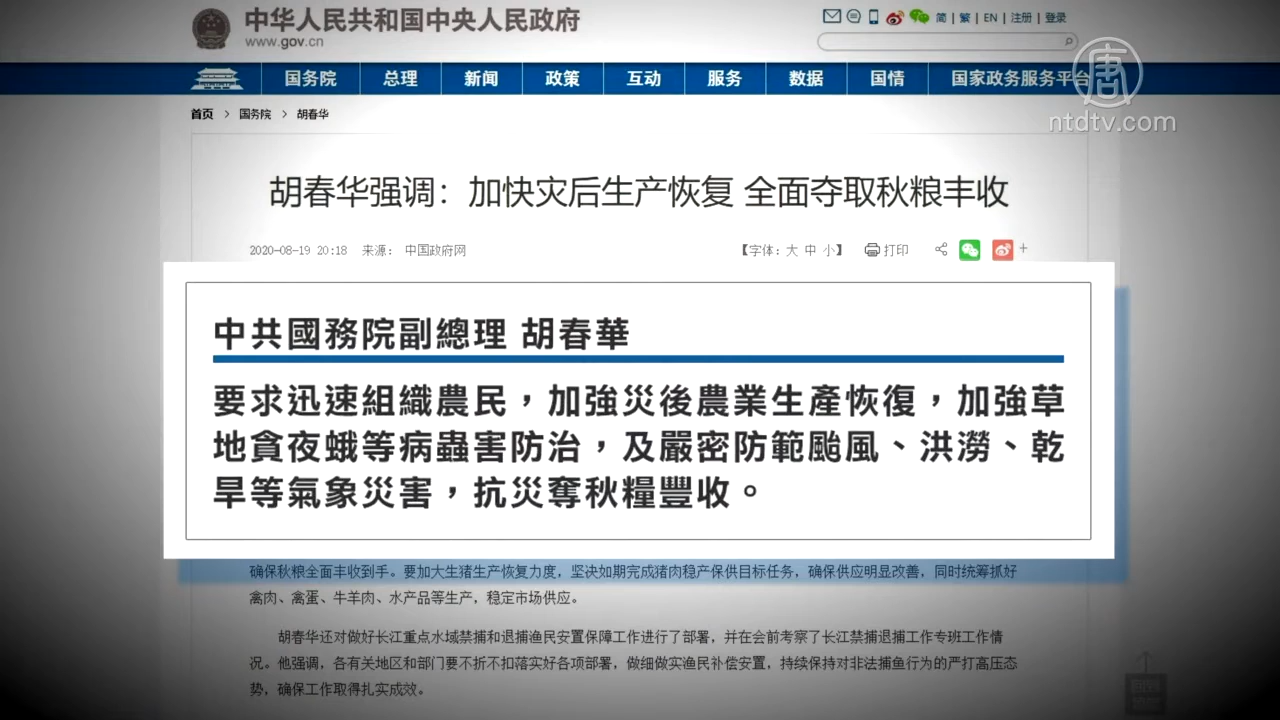 中华人民共和国中央人民政府
www.gov.cn
简 | 繁 | EN | 注册 | 登录
国务院 总理 新闻 政策 互动 服务 数据 国情 国家政务服务平台
唐
ntdtv.com
首页 > 国务院 > 胡春华
胡春华强调：加快灾后生产恢复 全面夺取秋粮丰收
2020-08-19 20:18 来源： 中国政府网 【字体：大 中 小】 打印
中共國務院副總理 胡春華
要求迅速組織農民，加強災後農業生產恢復，加強草
地貪夜蛾等病蟲害防治，及嚴密防範颱風、洪澇、乾
旱等氣象災害，抗災奪秋糧豐收。
确保秋粮全面丰收到手。要加大生猪生产恢复力度，坚决如期完成猪肉稳产保供目标任务，确保供应明显改善，同时统筹抓好
禽肉、禽蛋、牛羊肉、水产品等生产，稳定市场供应。
胡春华还对做好长江重点水域禁捕和退捕渔民安置保障工作进行了部署，并在会前考察了长江禁捕退捕工作专班工作情
况。他强调，各有关地区和部门要不折不扣落实好各项部署，做细做实渔民补偿安置，持续保持对非法捕鱼行为的严打高压态
势，确保工作取得扎实成效。